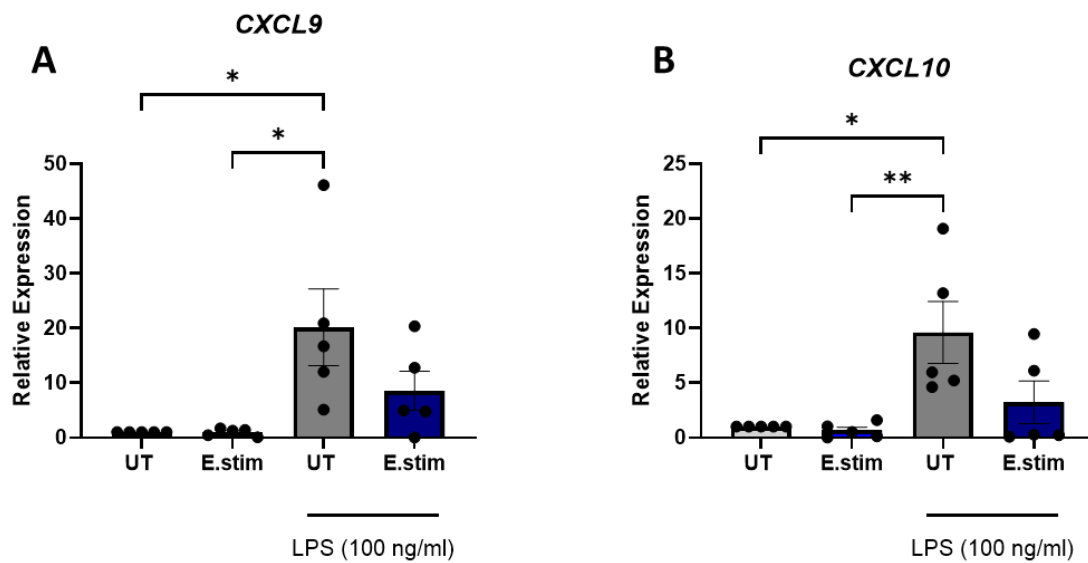 CXCL9
A
*
*
50
40
30
20
10
0
Relative Expression
UT E.stim UT E.stim
LPS (100 ng/ml)
B
CXCL10
*
**
25
20
15
10
5
0
Relative Expression
UT E.stim UT E.stim
LPS (100 ng/ml)